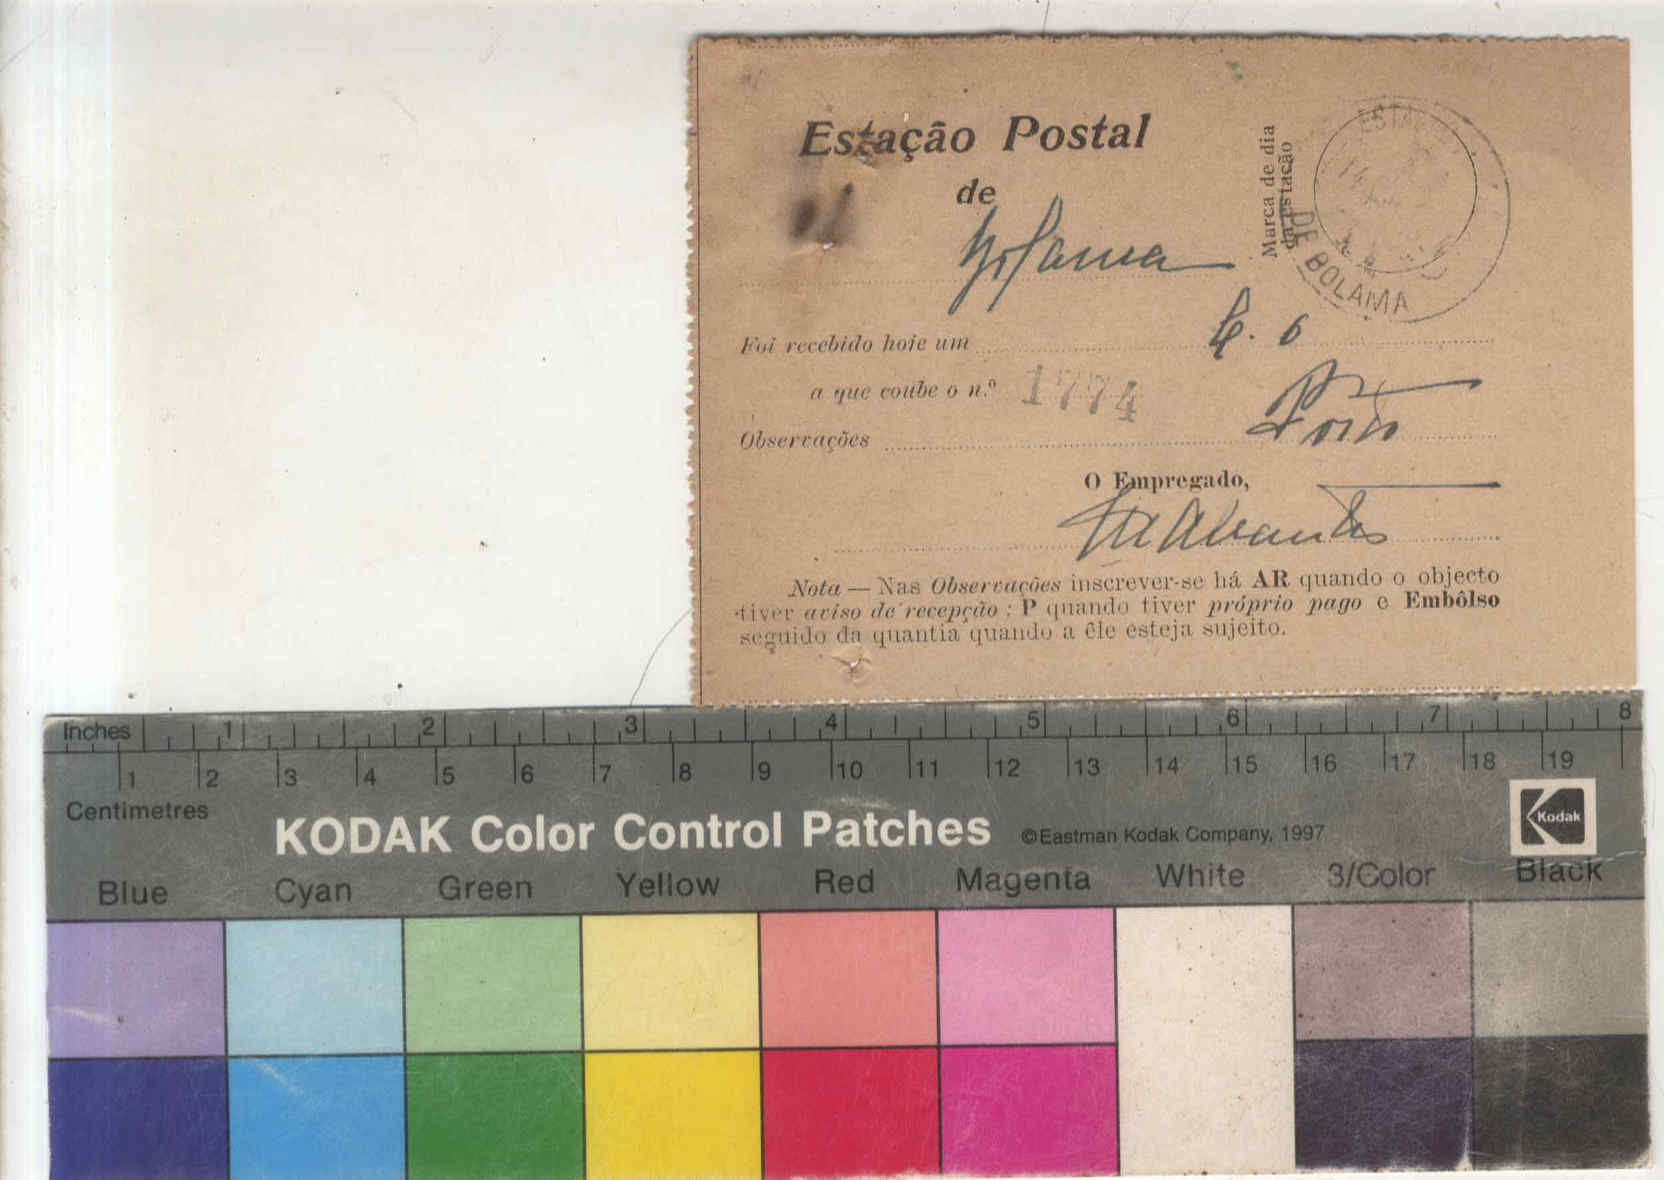 Estação Postal
de
Bolama
Marca de dia
da estação
ESTA
14
DE BOLAMA
Foi recebido hoje um
a que coube o n.º 1774
Observações
Porto
O Empregado,
Nota — Nas Observações inscrever-se há AR quando o objecto
tiver aviso de recepção; P quando tiver próprio pago e Embôlso
seguido da quantia quando a êle esteja sujeito.
Inches 1 2 3 4 5 6 7 8
1 2 3 4 5 6 7 8 9 10 11 12 13 14 15 16 17 18 19
Centimetres
KODAK Color Control Patches ©Eastman Kodak Company, 1997
Kodak
Blue Cyan Green Yellow Red Magenta White 3/Color Black